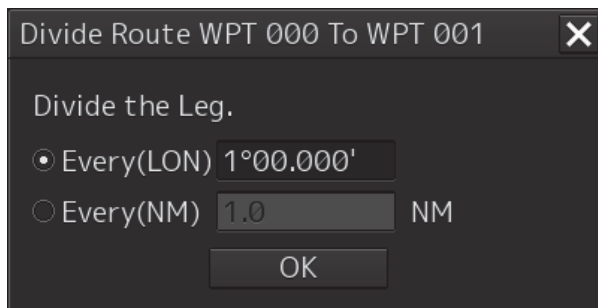 Divide Route WPT 000 To WPT 001
Divide the Leg.
Every(LON) 1°00.000'
Every(NM) 1.0 NM
OK